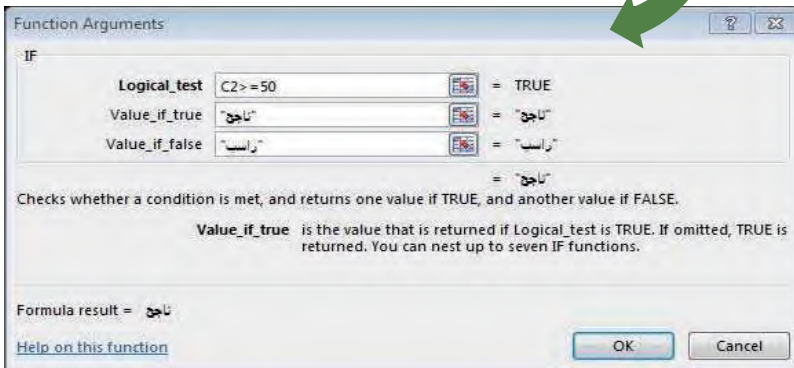 Function Arguments
IF
Logical_test C2>=50 = TRUE
Value_if_true "ناجح" = "ناجح"
Value_if_false "راسب" = "راسب"
= "ناجح"
Checks whether a condition is met, and returns one value if TRUE, and another value if FALSE.
Value_if_true is the value that is returned if Logical_test is TRUE. If omitted, TRUE is
returned. You can nest up to seven IF functions.
Formula result = ناجح
Help on this function
OK Cancel